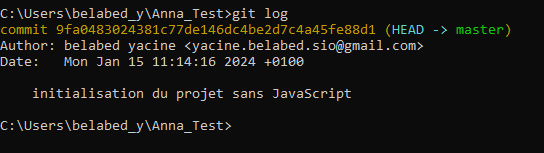 C:\Users\belabed_y\Anna_Test>git log
commit 9fa0483024381c77de146dc4be2d7c4a45fe88d1 (HEAD -> master)
Author: belabed yacine <yacine.belabed.sio@gmail.com>
Date:   Mon Jan 15 11:14:16 2024 +0100
    initialisation du projet sans JavaScript
C:\Users\belabed_y\Anna_Test>